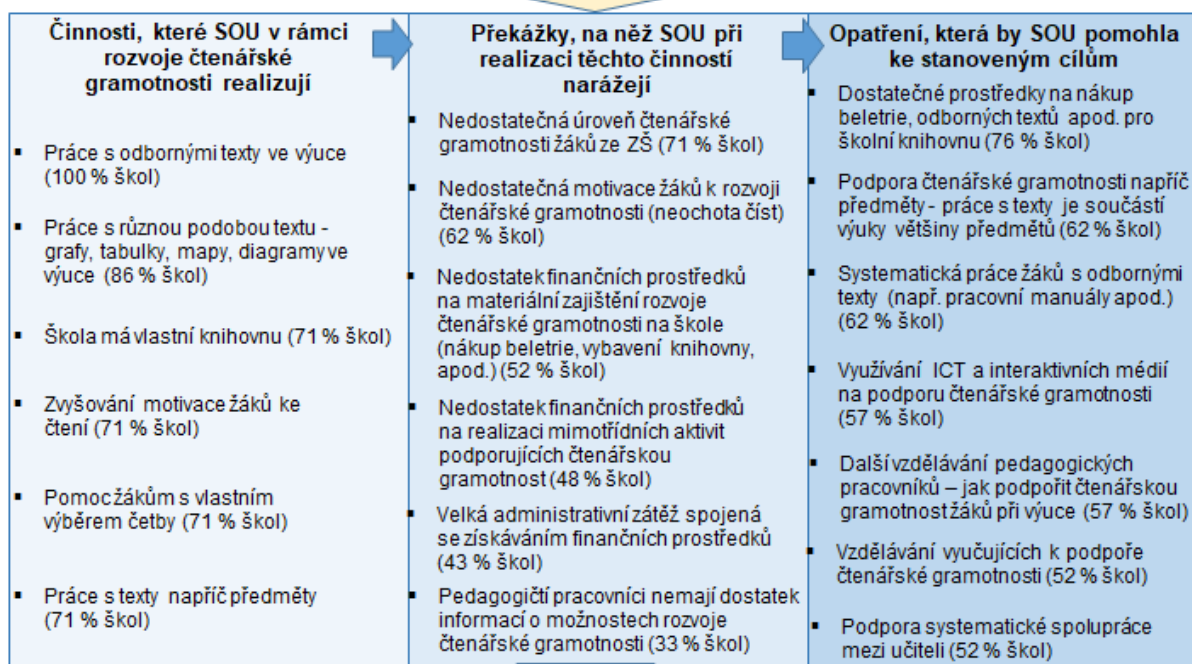 Činnosti, které SOU v rámci
rozvoje čtenářské
gramotnosti realizují
▪ Práce s odbornými texty ve výuce
(100 % škol)
▪ Práce s různou podobou textu -
grafy, tabulky, mapy, diagramy ve
výuce (86 % škol)
▪ Škola má vlastní knihovnu (71 % škol)
▪ Zvyšování motivace žáků ke
čtení (71 % škol)
▪ Pomoc žákům s vlastním
výběrem četby (71 % škol)
▪ Práce s texty napříč předměty
(71 % škol)
Překážky, na něž SOU při
realizaci těchto činností
narážejí
▪ Nedostatečná úroveň čtenářské
gramotnosti žáků ze ZŠ (71 % škol)
▪ Nedostatečná motivace žáků k rozvoji
čtenářské gramotnosti (neochota číst)
(62 % škol)
▪ Nedostatek finančních prostředků
na materiální zajištění rozvoje
čtenářské gramotnosti na škole
(nákup beletrie, vybavení knihovny,
apod.) (52 % škol)
▪ Nedostatek finančních prostředků
na realizaci mimotřídních aktivit
podporujících čtenářskou
gramotnost (48 % škol)
▪ Velká administrativní zátěž spojená
se získáváním finančních prostředků
(43 % škol)
▪ Pedagogičtí pracovníci nemají dostatek
informací o možnostech rozvoje
čtenářské gramotnosti (33 % škol)
Opatření, která by SOU pomohla
ke stanoveným cílům
▪ Dostatečné prostředky na nákup
beletrie, odborných textů apod. pro
školní knihovnu (76 % škol)
▪ Podpora čtenářské gramotnosti napříč
předměty - práce s texty je součástí
výuky většiny předmětů (62 % škol)
▪ Systematická práce žáků s odbornými
texty (např. pracovní manuály apod.)
(62 % škol)
▪ Využívání ICT a interaktivních médií
na podporu čtenářské gramotnosti
(57 % škol)
▪ Další vzdělávání pedagogických
pracovníků – jak podpořit čtenářskou
gramotnost žáků při výuce (57 % škol)
▪ Vzdělávání vyučujících k podpoře
čtenářské gramotnosti (52 % škol)
▪ Podpora systematické spolupráce
mezi učiteli (52 % škol)